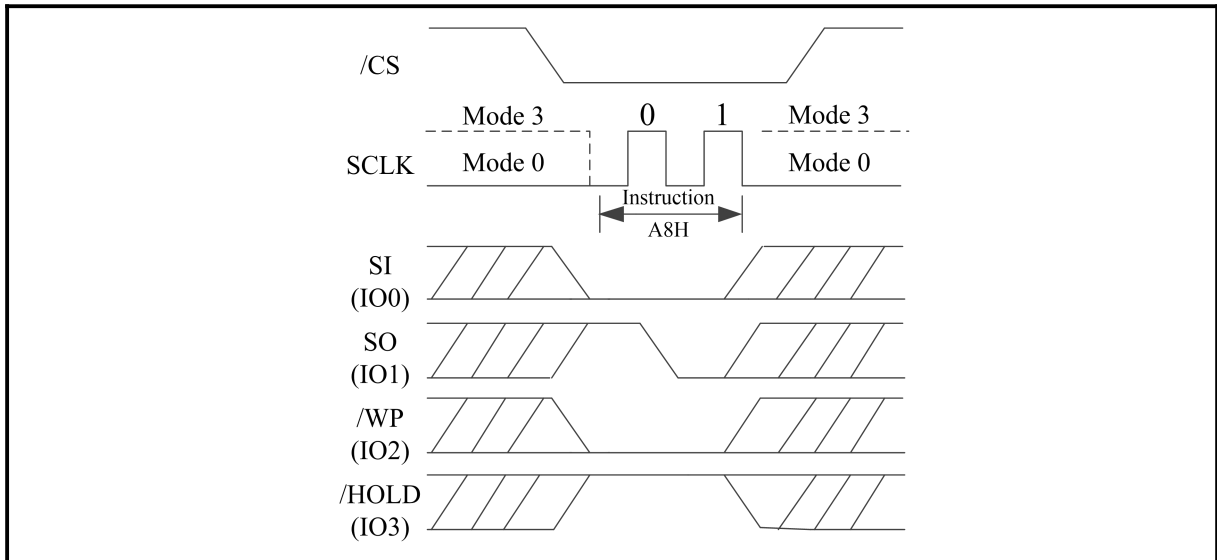 /CS
Mode 3 0 1 Mode 3
SCLK Mode 0 Mode 0
Instruction
A8H
SI
(IO0)
SO
(IO1)
/WP
(IO2)
/HOLD
(IO3)